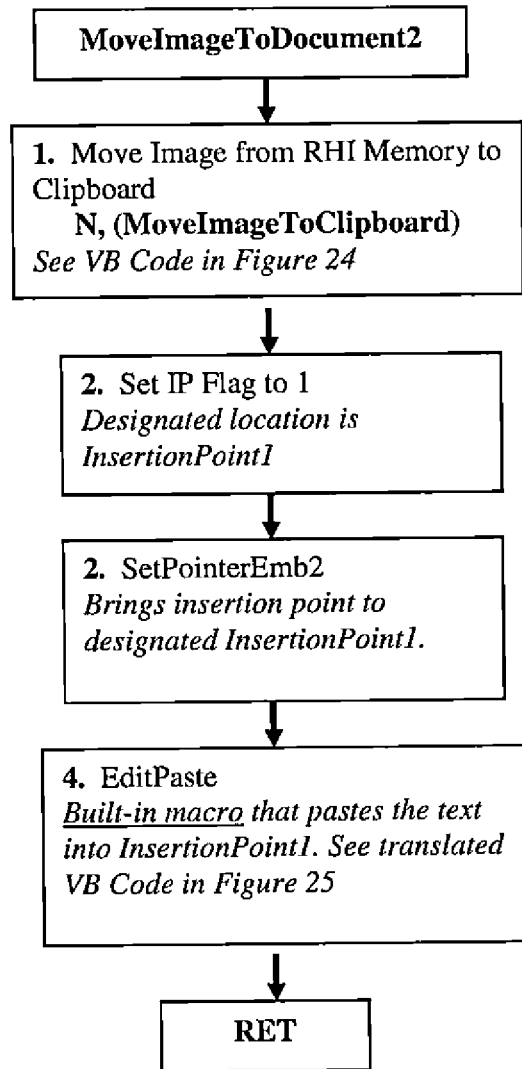 MoveImageToDocument2
1. Move Image from RHI Memory to
Clipboard
N, (MoveImageToClipboard)
See VB Code in Figure 24
2. Set IP Flag to 1
Designated location is
InsertionPoint1
2. SetPointerEmb2
Brings insertion point to
designated InsertionPoint1.
4. EditPaste
Built-in macro that pastes the text
into InsertionPoint1. See translated
VB Code in Figure 25
RET